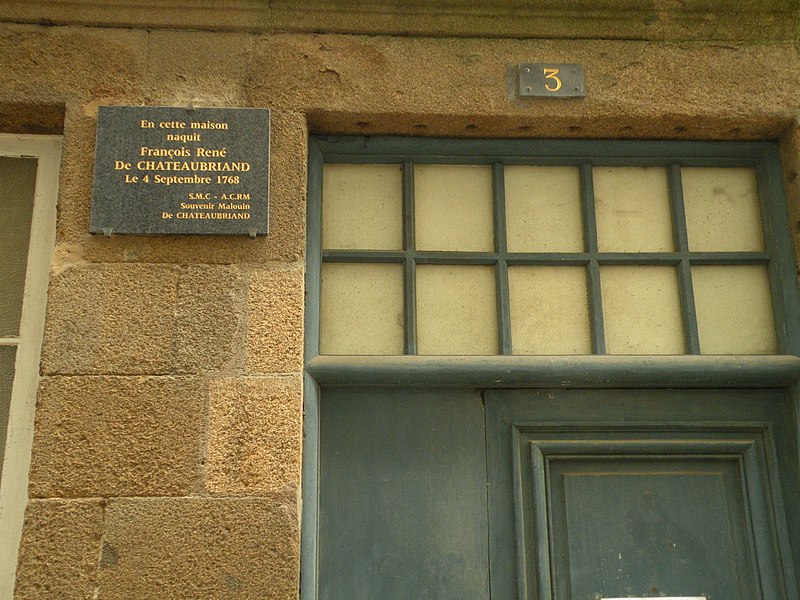 En cette maison
naquit
François René
De CHATEAUBRIAND
Le 4 Septembre 1768
S.M.C - A.C.RM
Souvenir Malouin
De CHATEAUBRIAND
3